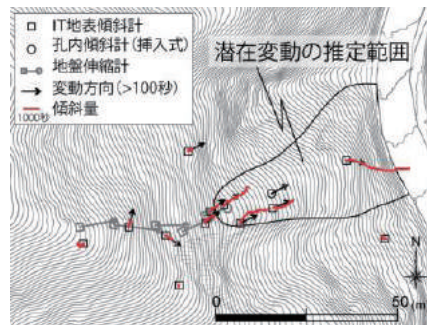 IT地表傾斜計
孔内傾斜計(挿入式)
地盤伸縮計
変動方向(>100秒)
傾斜量
1000秒
潜在変動の推定範囲
N
0
50
(m)